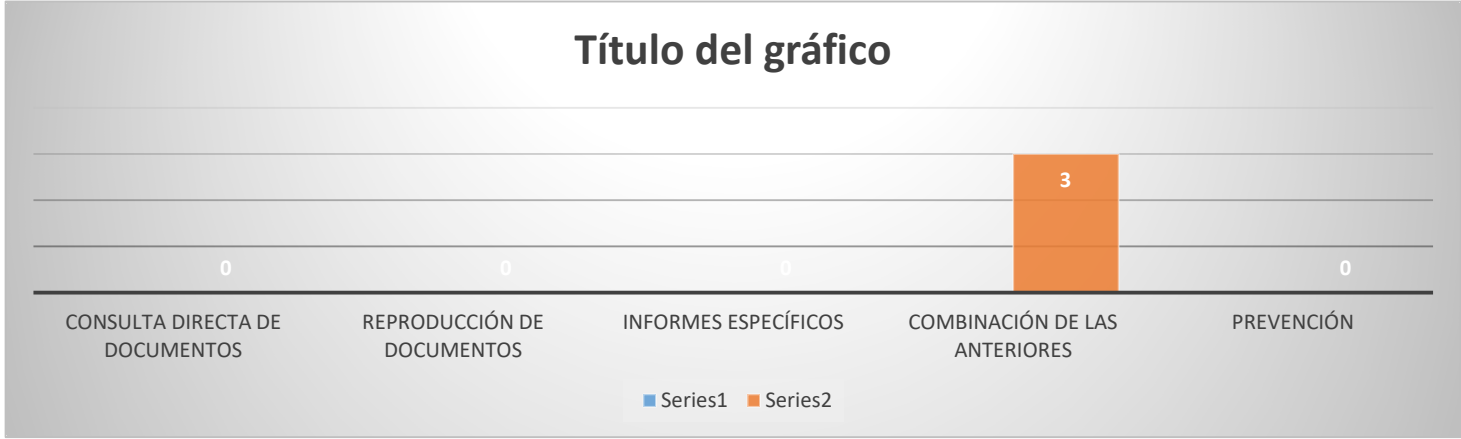 Título del gráfico
3
0 0 0 0
CONSULTA DIRECTA DE
DOCUMENTOS
REPRODUCCIÓN DE
DOCUMENTOS
INFORMES ESPECÍFICOS
COMBINACIÓN DE LAS
ANTERIORES
PREVENCIÓN
Series1 Series2